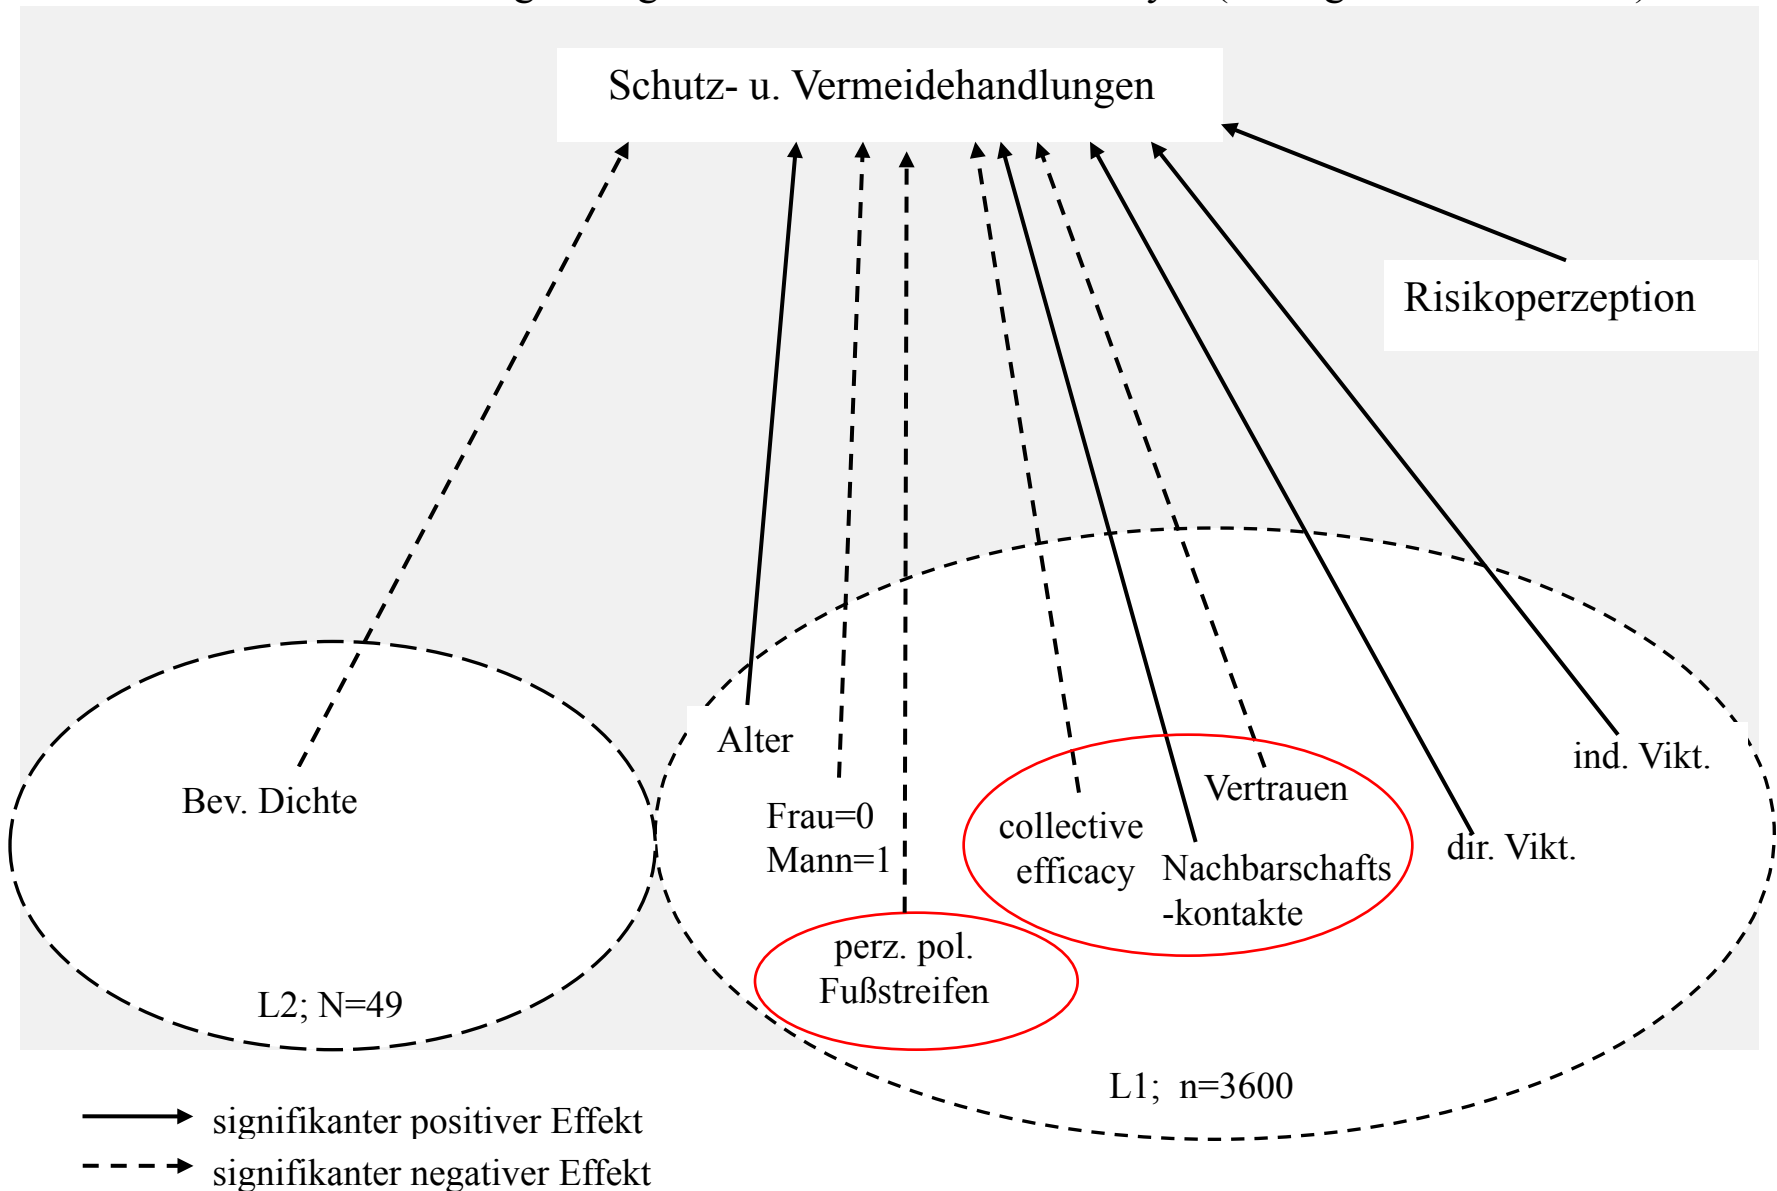 Schutz- u. Vermeidehandlungen
Risikoperzeption
Alter
ind. Vikt.
Bev. Dichte
Frau=0
Mann=1
Vertrauen
collective
efficacy
dir. Vikt.
Nachbarschafts
-kontakte
perz. pol.
Fußstreifen
L2; N=49
L1; n=3600
signifikanter positiver Effekt
signifikanter negativer Effekt